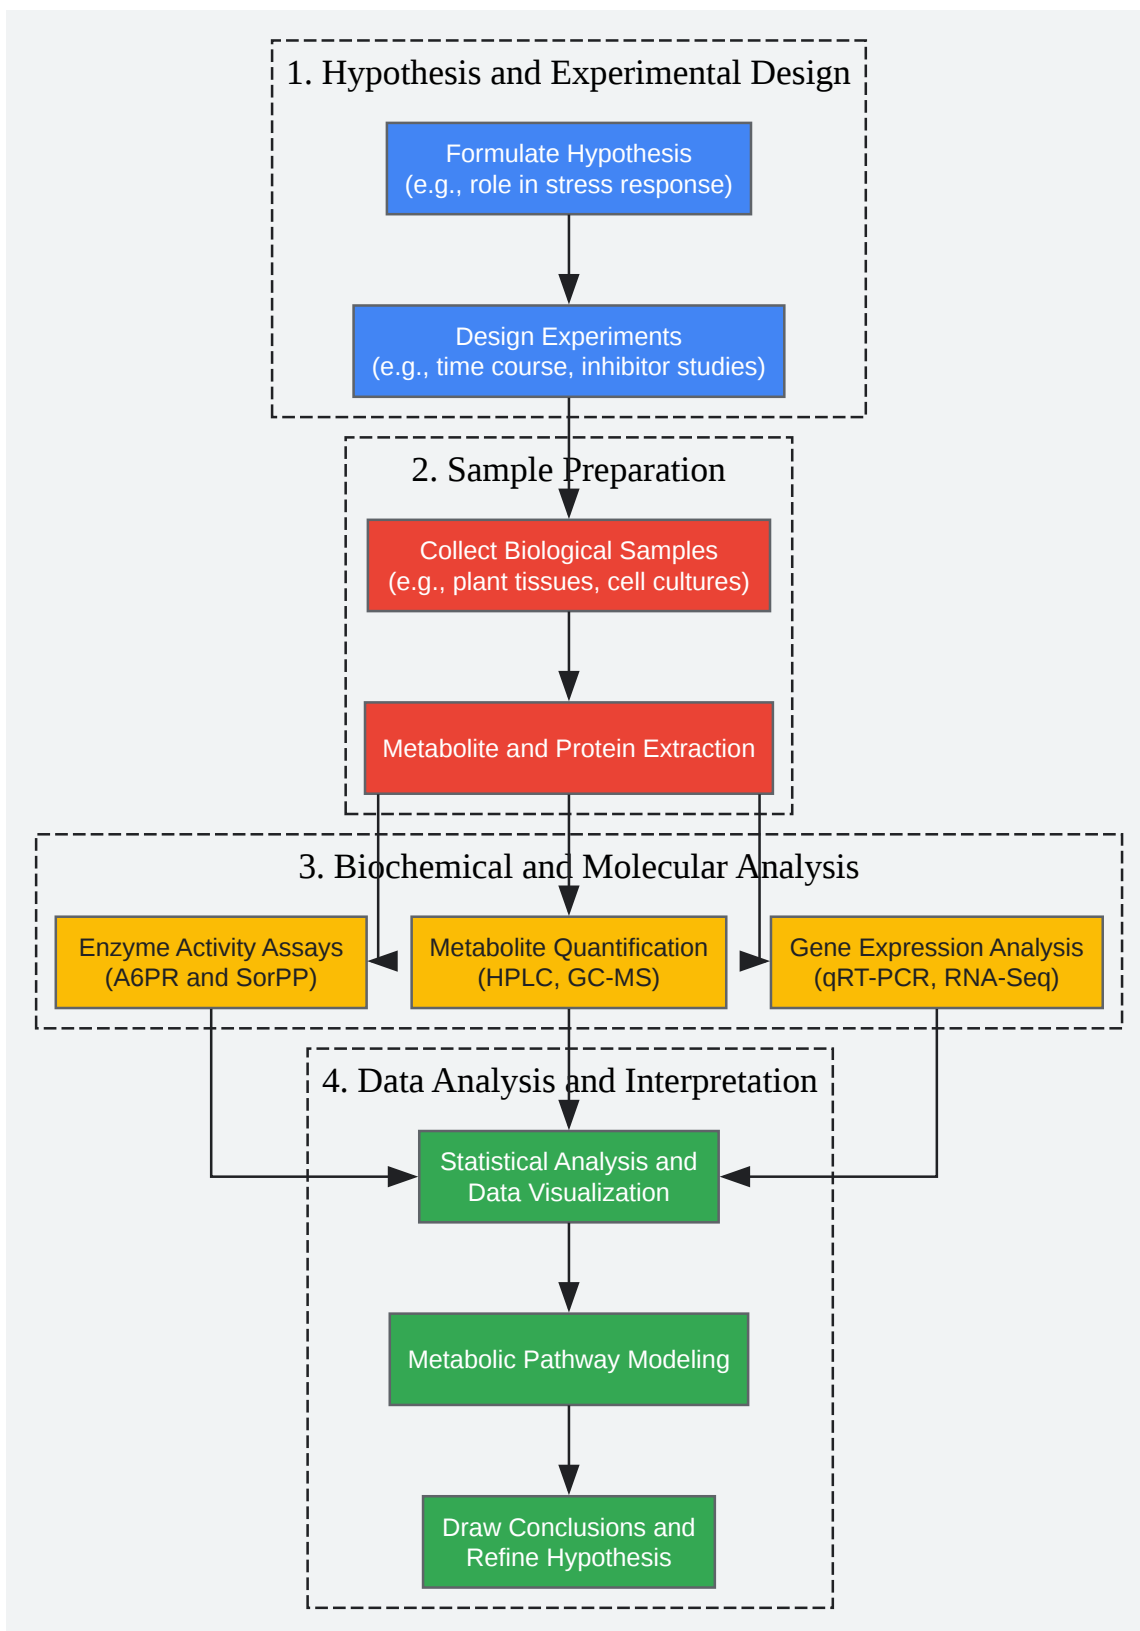 1. Hypothesis and Experimental Design
Formulate Hypothesis
(e.g., role in stress response)
Design Experiments
(e.g., time course, inhibitor studies)
2. Sample Preparation
Collect Biological Samples
(e.g., plant tissues, cell cultures)
Metabolite and Protein Extraction
3. Biochemical and Molecular Analysis
Enzyme Activity Assays
(A6PR and SorPP)
Metabolite Quantification
(HPLC, GC-MS)
Gene Expression Analysis
(qRT-PCR, RNA-Seq)
4. Data Analysis and Interpretation
Statistical Analysis and
Data Visualization
Metabolic Pathway Modeling
Draw Conclusions and
Refine Hypothesis